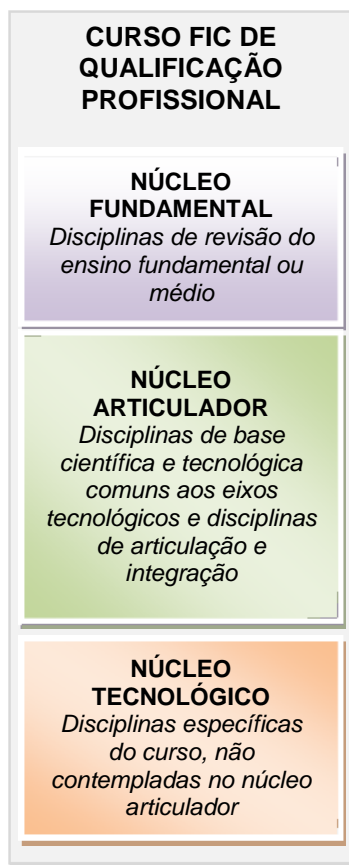 CURSO FIC DE
QUALIFICAÇÃO
PROFISSIONAL
NÚCLEO
FUNDAMENTAL
Disciplinas de revisão do
ensino fundamental ou
médio
NÚCLEO
ARTICULADOR
Disciplinas de base
científica e tecnológica
comuns aos eixos
tecnológicos e disciplinas
de articulação e
integração
NÚCLEO
TECNOLÓGICO
Disciplinas específicas
do curso, não
contempladas no núcleo
articulador